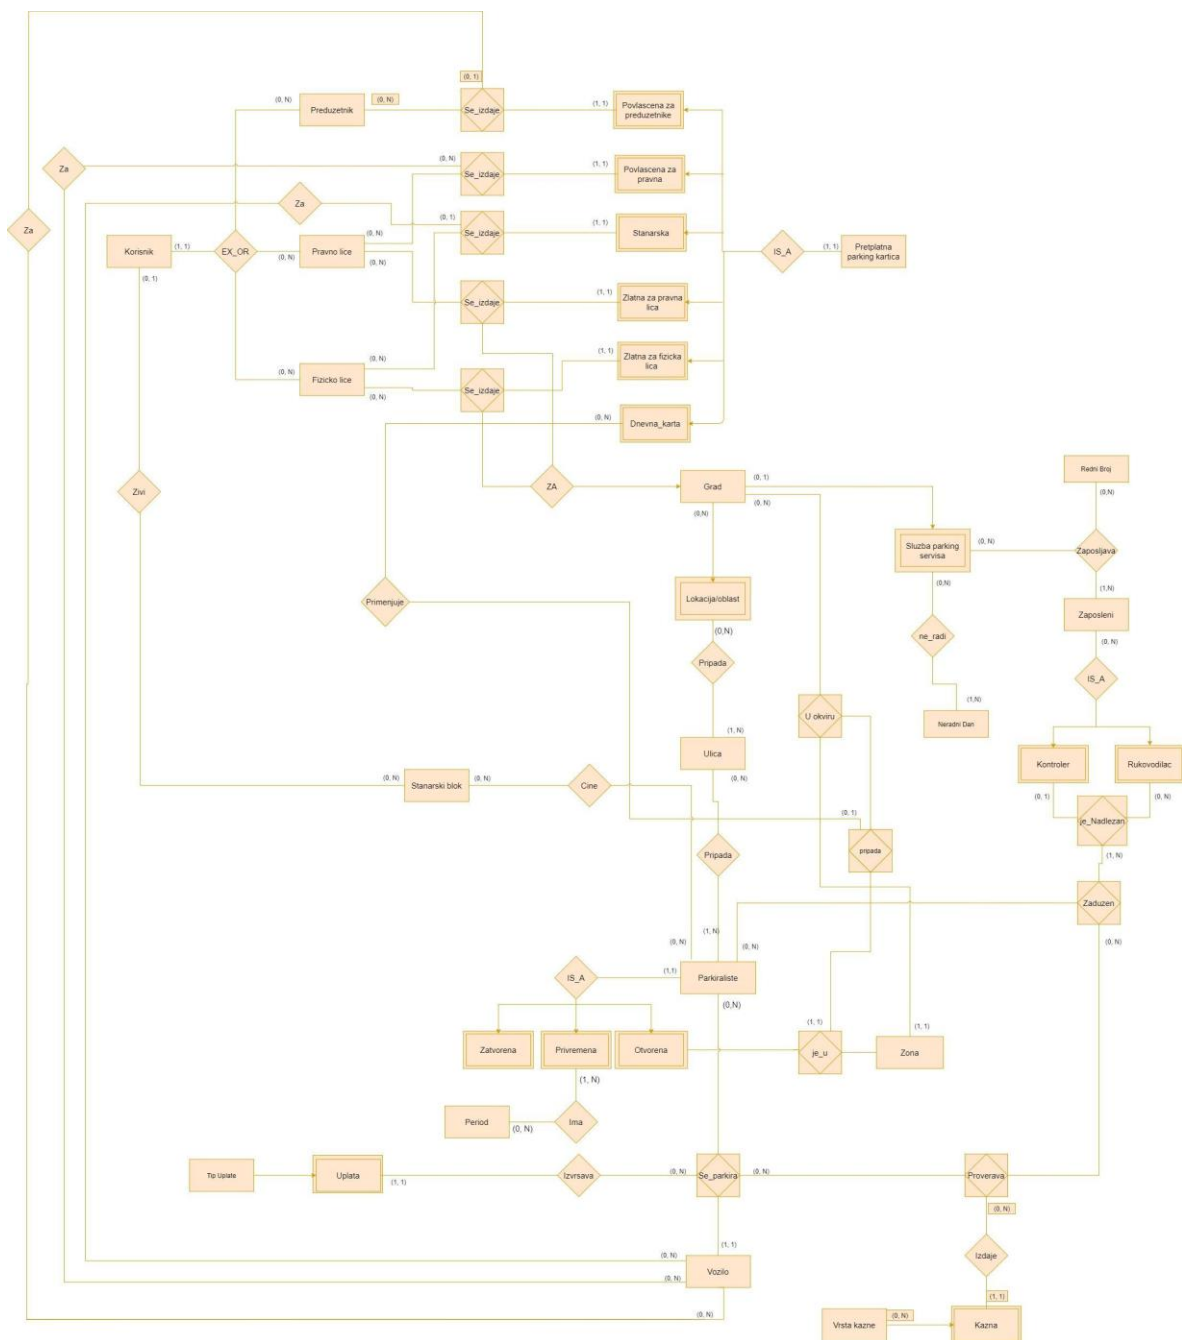 (0, 1)
(0, N)
Preduzetnik
(0, N)
Se_izdaje
(1, 1)
Povlascena za
preduzetnike
Za
(0, N)
Se_izdaje
(1, 1)
Povlascena za
pravna
Za
(0, 1)
Se_izdaje
(1, 1)
Stanarska
Za
Korisnik
(1, 1)
EX_OR
(0, N)
Pravno lice
(0, N)
(0, N)
IS_A
(1, 1)
Pretplatna
parking kartica
(0, 1)
Se_izdaje
(1, 1)
Zlatna za pravna
lica
(0, N)
Fizicko lice
(0, N)
(0, N)
Se_izdaje
(1, 1)
Zlatna za fizicka
lica
(0, N)
Dnevna_karta
Zivi
ZA
Grad
(0, 1)
(0, N)
(0,N)
Redni Broj
(0,N)
Sluzba parking
servisa
(0, N)
Zaposljava
(0,N)
(1,N)
Primenjuje
Lokacija/oblast
(0,N)
Zaposleni
(0, N)
ne_radi
Pripada
IS_A
(1,N)
U okviru
Neradni Dan
(1, N)
Ulica
(0, N)
Kontroler
Rukovodilac
(0, N)
Stanarski blok
(0, N)
Cine
(0, 1)
(0, N)
je_Nadlezan
(0, 1)
Pripada
pripada
(1, N)
Zaduzen
(1, N)
(0, N)
(0, N)
(0, N)
IS_A
(1,1)
Parkiraliste
(0,N)
Zatvorena
Privremena
Otvorena
(1, 1)
je_u
(1, 1)
Zona
(1, N)
Period
(0, N)
Ima
Tip Uplate
Uplata
(1, 1)
Izvrsava
(0, N)
Se_parkira
(0, N)
Proverava
(0, N)
Izdaje
(1, 1)
(0, N)
Vozilo
(0, N)
(0, N)
(1, 1)
Vrsta kazne
(0, N)
Kazna